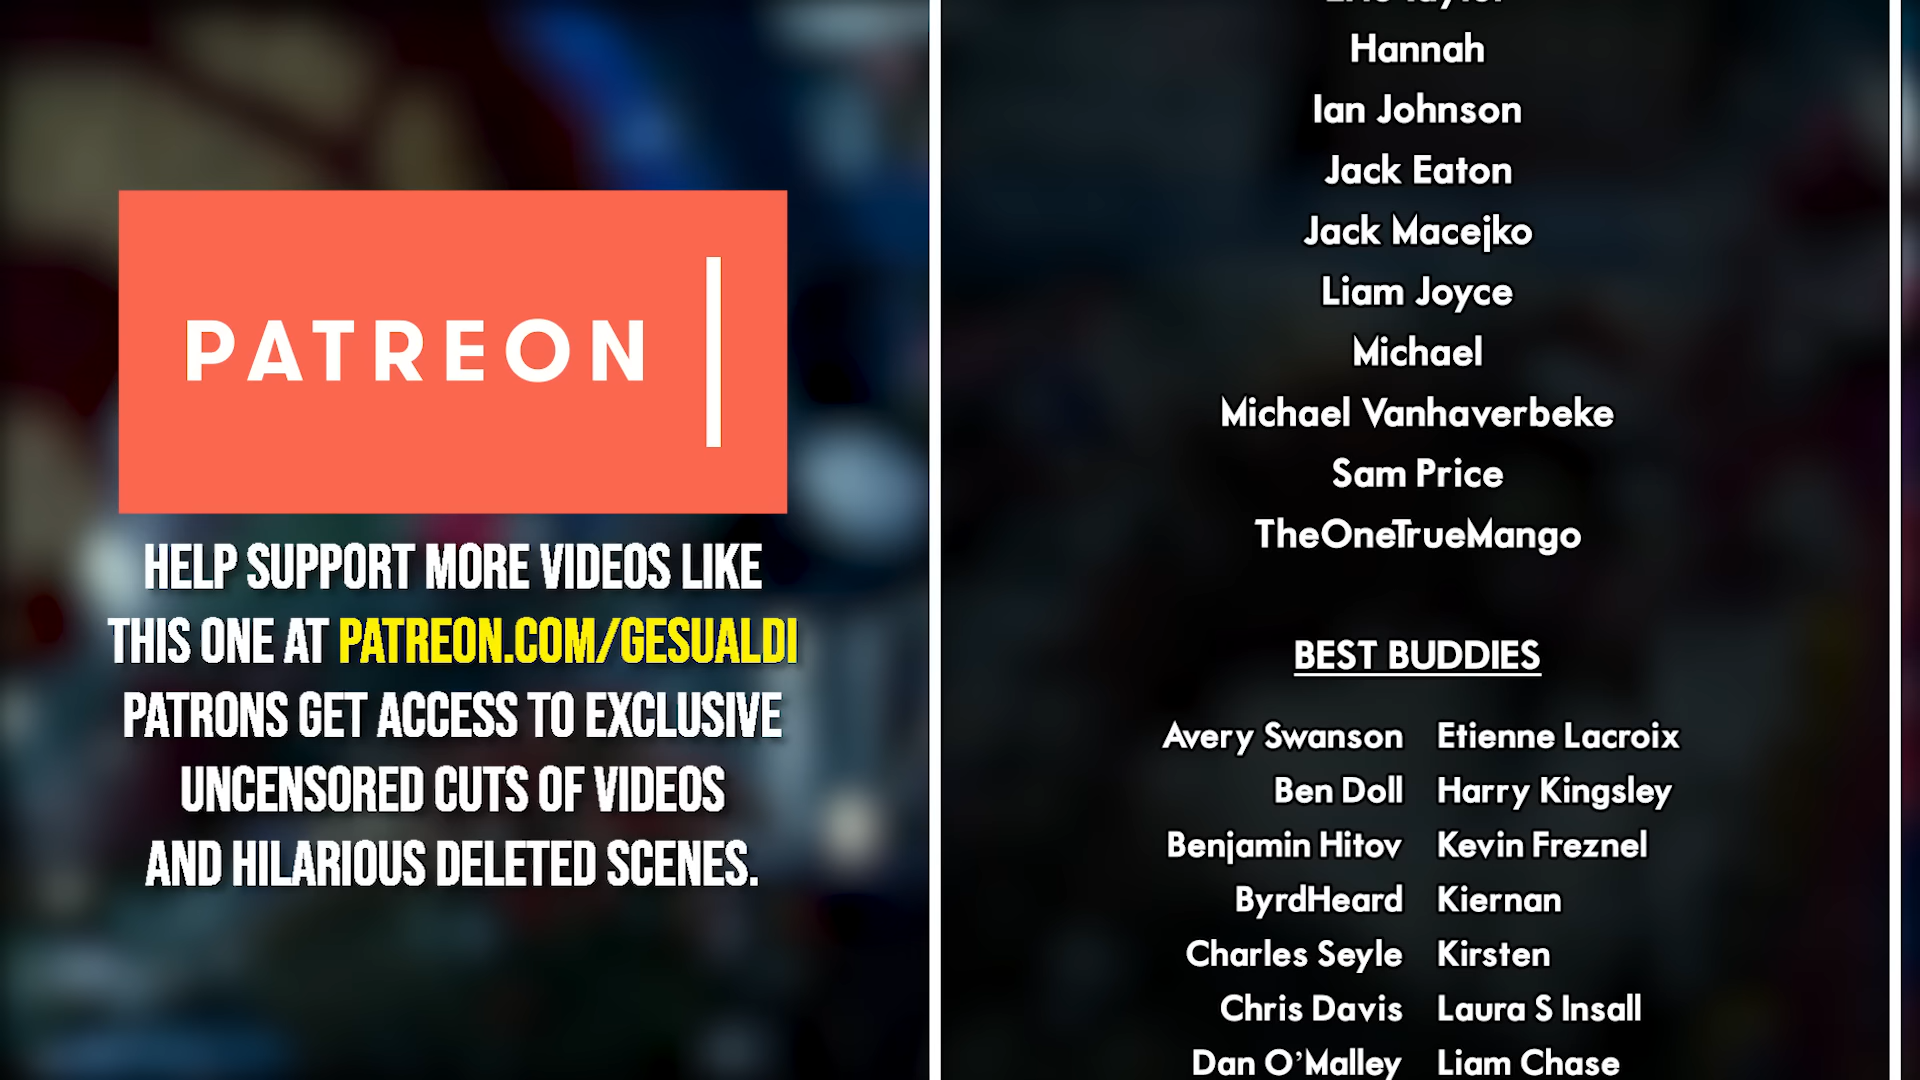 PATREON
HELP SUPPORT MORE VIDEOS LIKE
THIS ONE AT PATREON.COM/GESUALDI
PATRONS GET ACCESS TO EXCLUSIVE
UNCENSORED CUTS OF VIDEOS
AND HILARIOUS DELETED SCENES.
Hannah
Ian Johnson
Jack Eaton
Jack Macejko
Liam Joyce
Michael
Michael Vanhaverbeke
Sam Price
TheOneTrueMango
BEST BUDDIES
Avery Swanson Etienne Lacroix
Ben Doll Harry Kingsley
Benjamin Hitov Kevin Freznel
ByrdHeard Kiernan
Charles Seyle Kirsten
Chris Davis Laura S Insall
Dan O'Malley Liam Chase